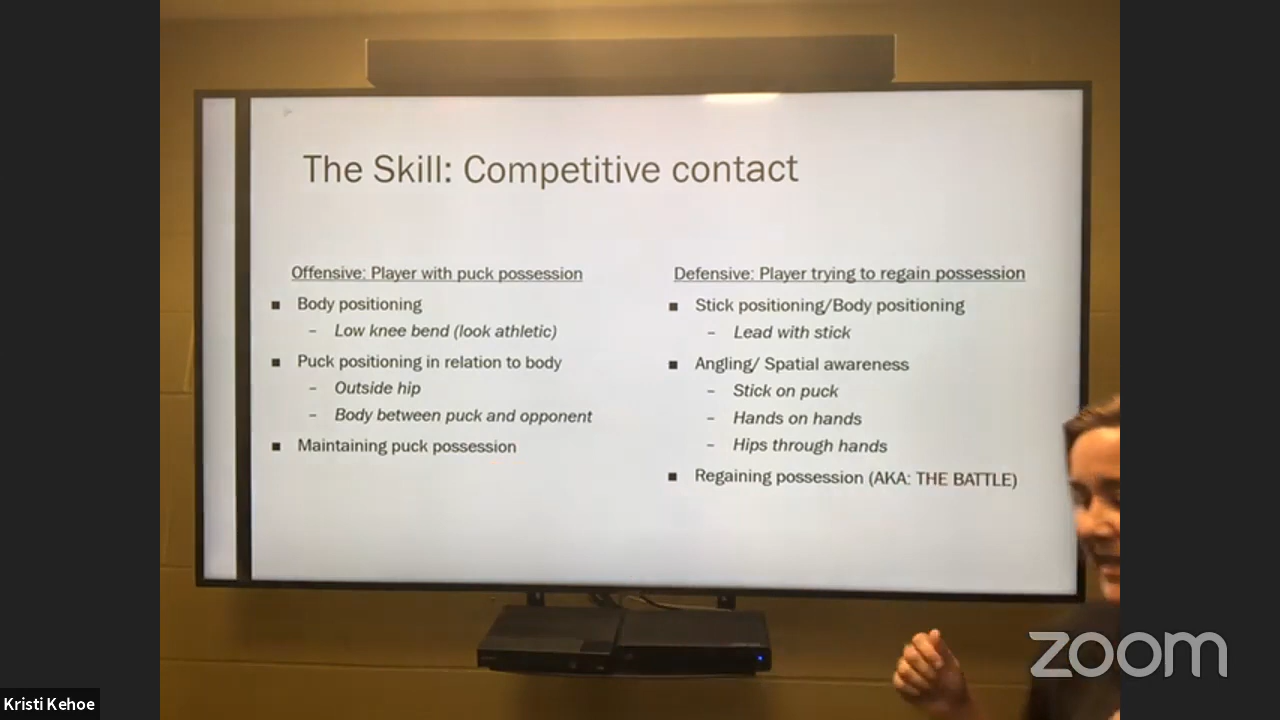 The Skill: Competitive contact
Offensive: Player with puck possession
■ Body positioning
– Low knee bend (look athletic)
■ Puck positioning in relation to body
– Outside hip
– Body between puck and opponent
■ Maintaining puck possession
Defensive: Player trying to regain possession
■ Stick positioning/Body positioning
– Lead with stick
■ Angling/ Spatial awareness
– Stick on puck
– Hands on hands
– Hips through hands
■ Regaining possession (AKA: THE BATTLE)
zoom
Kristi Kehoe